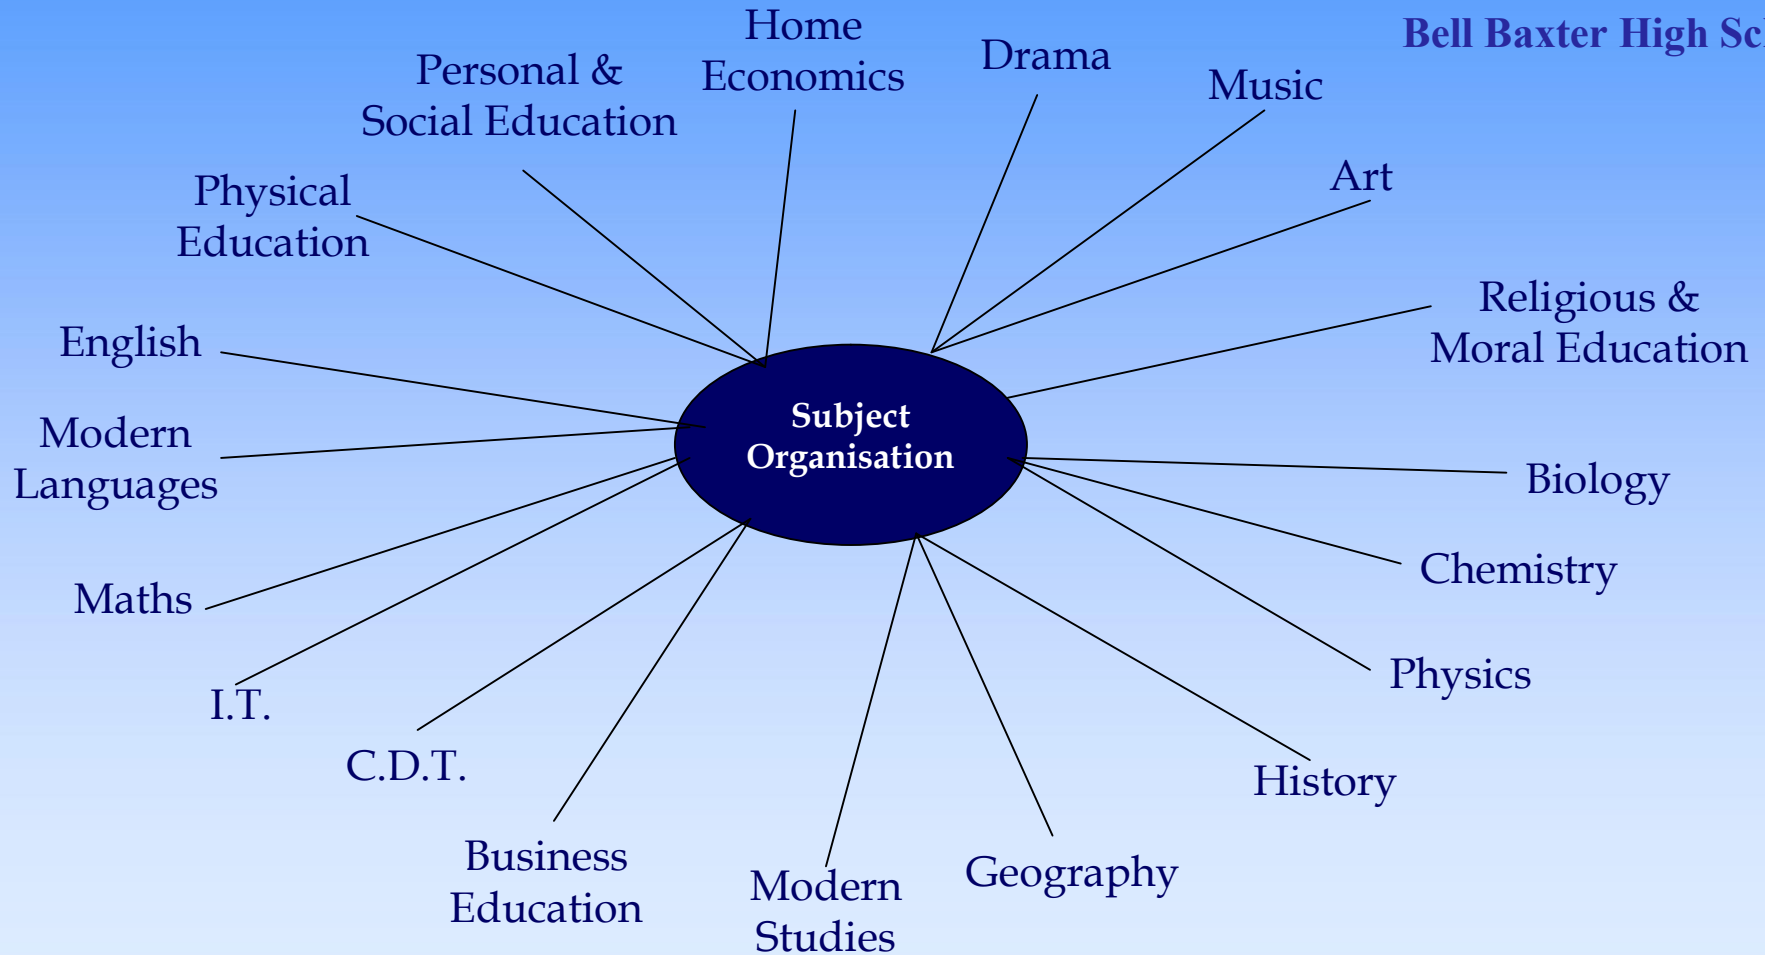 Bell Baxter High
Home
Economics
Drama
Music
Art
Religious &
Moral Education
Biology
Chemistry
Physics
History
Geography
Modern
Studies
Business
Education
C.D.T.
I.T.
Maths
Modern
Languages
English
Physical
Education
Personal &
Social Education
Subject
Organisation